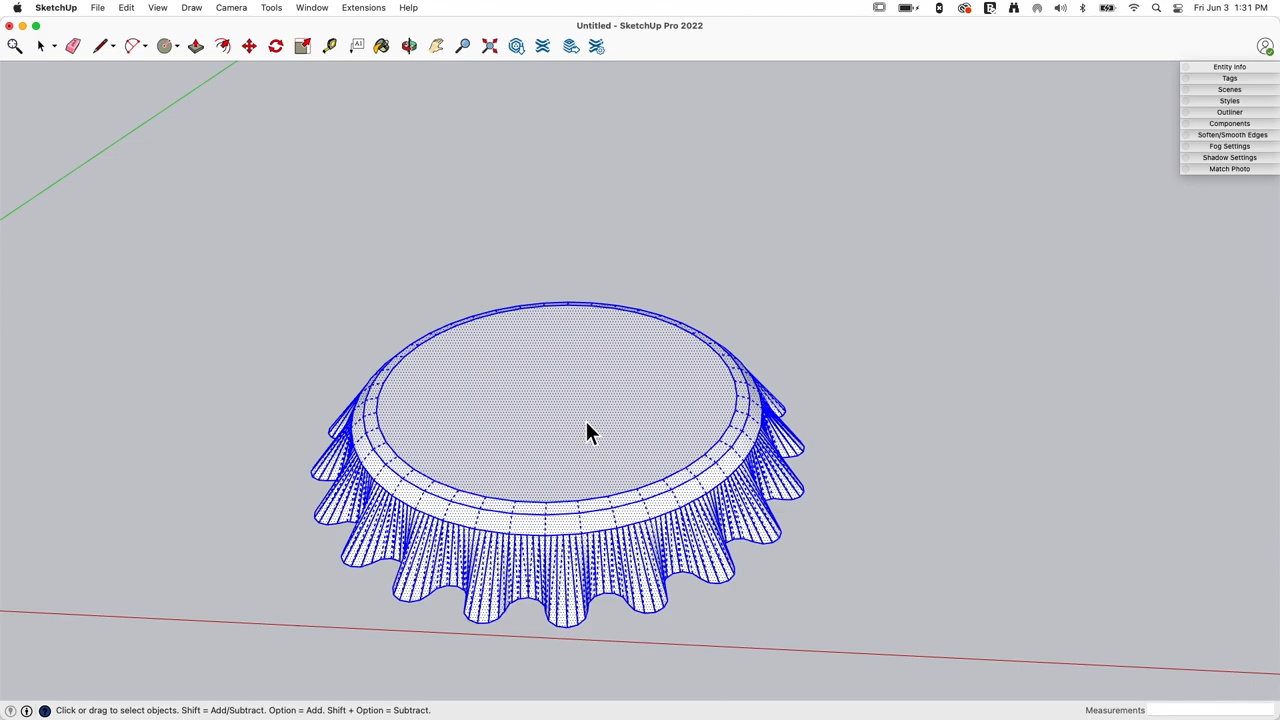 SketchUp File Edit View Draw Camera Tools Window Extensions Help Fri Jun 3 1:31 PM
Untitled - SketchUp Pro 2022
A1
Entity Info
Tags
Scenes
Styles
Outliner
Components
Soften/Smooth Edges
Fog Settings
Shadow Settings
Match Photo
Click or drag to select objects. Shift = Add/Subtract. Option = Add. Shift + Option = Subtract. Measurements